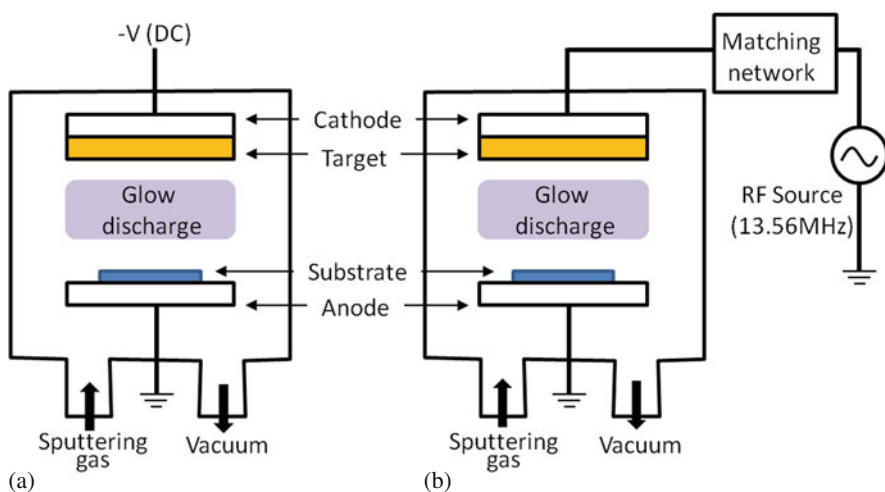 -V (DC)
Matching
network
Cathode
Target
Glow
discharge
Glow
discharge
RF Source
(13.56MHz)
Substrate
Anode
Sputtering
gas
Vacuum
Sputtering
gas
Vacuum
(a)
(b)